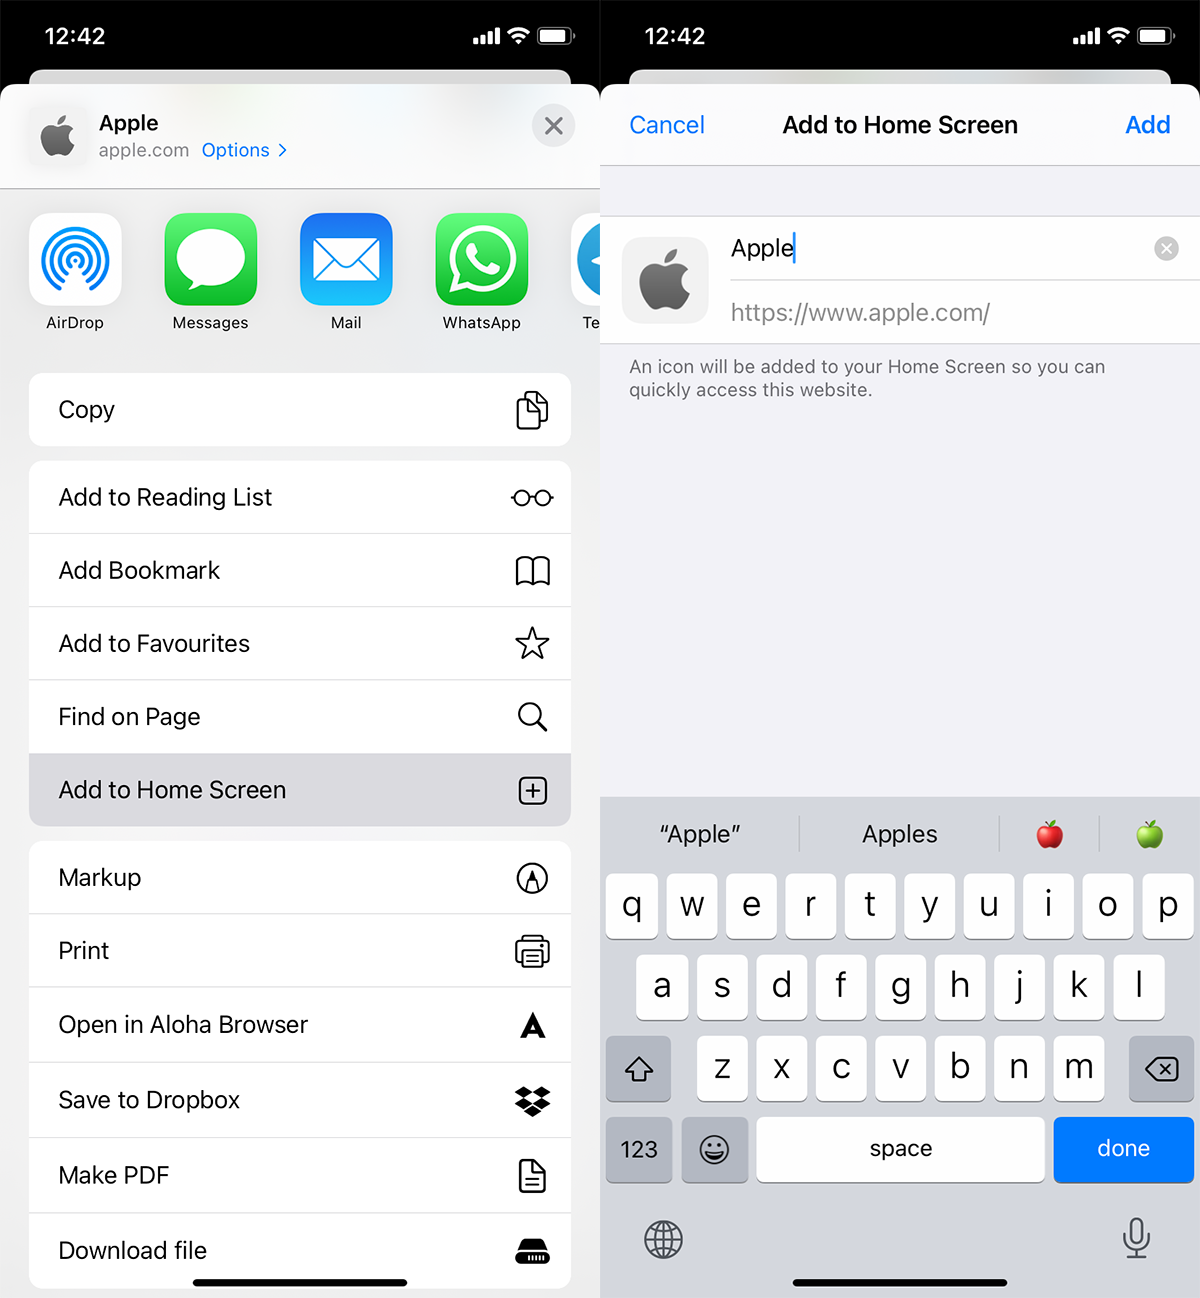 12:42
Apple
apple.com Options >
AirDrop
Messages
Mail
WhatsApp
Te
Copy
Add to Reading List
Add Bookmark
Add to Favourites
Find on Page
Add to Home Screen
Markup
Print
Open in Aloha Browser
Save to Dropbox
Make PDF
Download file
12:42
Cancel Add to Home Screen Add
Apple
https://www.apple.com/
An icon will be added to your Home Screen so you can
quickly access this website.
“Apple” Apples
q w e r t y u i o p
a s d f g h j k l
z x c v b n m
123 space done